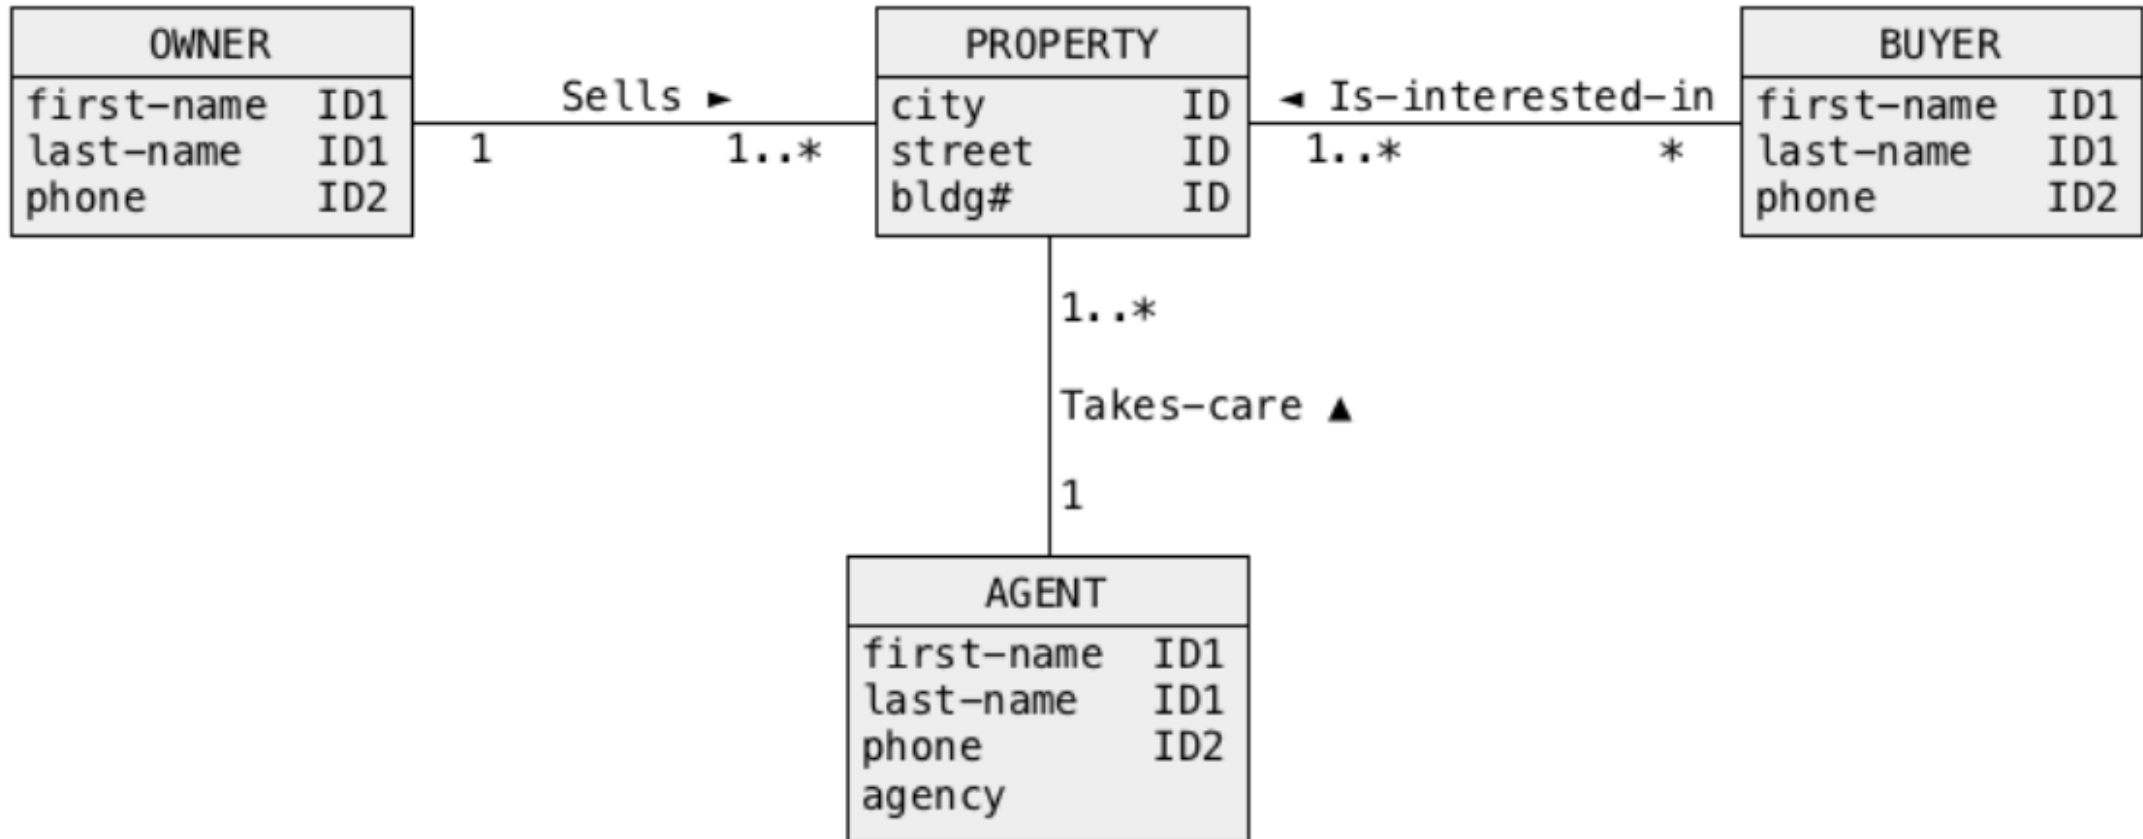 OWNER
first-name ID1
last-name ID1
phone ID2
Sells ►
1 1..*
PROPERTY
city ID
street ID
bldg# ID
◄ Is-interested-in
1..* *
BUYER
first-name ID1
last-name ID1
phone ID2
1..*
Takes-care ▲
1
AGENT
first-name ID1
last-name ID1
phone ID2
agency